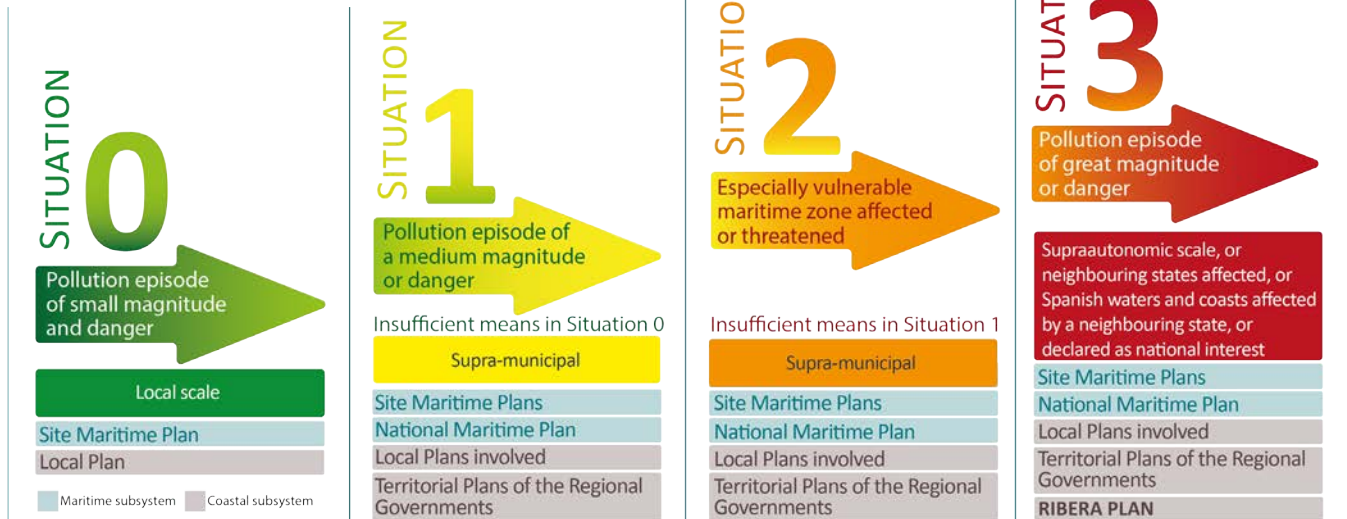 SITUATION
0
Pollution episode
of small magnitude
and danger
Local scale
Site Maritime Plan
Local Plan
Maritime subsystem
Coastal subsystem
SITUATION
1
Pollution episode of
a medium magnitude
or danger
Insufficient means in Situation 0
Supra-municipal
Site Maritime Plans
National Maritime Plan
Local Plans involved
Territorial Plans of the Regional
Governments
SITUATIO
2
Especially vulnerable
maritime zone affected
or threatened
Insufficient means in Situation 1
Supra-municipal
Site Maritime Plans
National Maritime Plan
Local Plans involved
Territorial Plans of the Regional
Governments
SITUAT
3
Pollution episode
of great magnitude
or danger
Supraautonomic scale, or
neighbouring states affected, or
Spanish waters and coasts affected
by a neighbouring state, or
declared as national interest
Site Maritime Plans
National Maritime Plan
Local Plans involved
Territorial Plans of the Regional
Governments
RIBERA PLAN